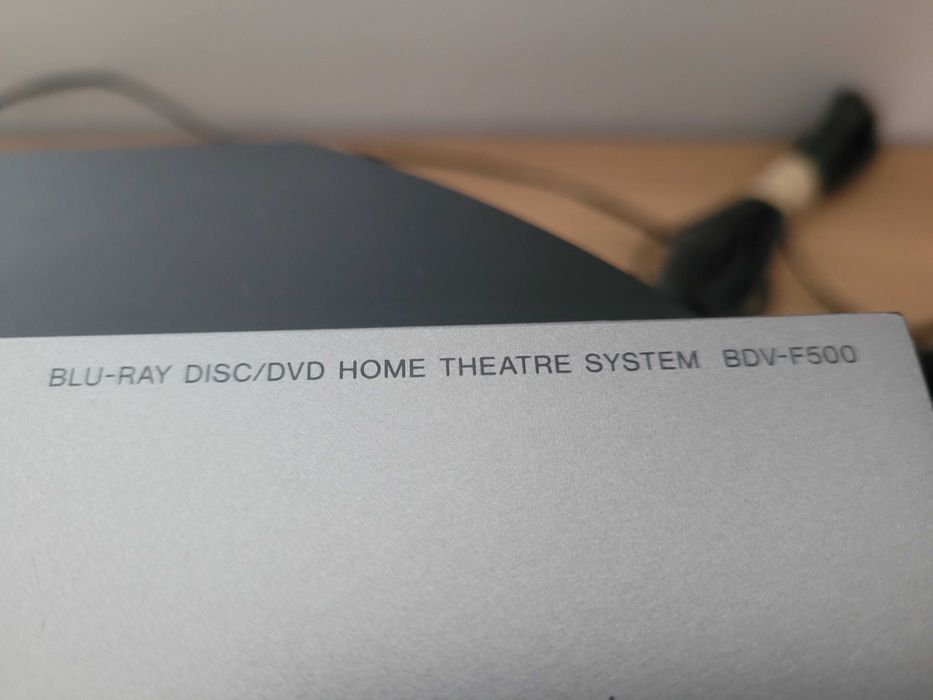 BLU-RAY DISC/DVD HOME THEATRE SYSTEM BDV-F500